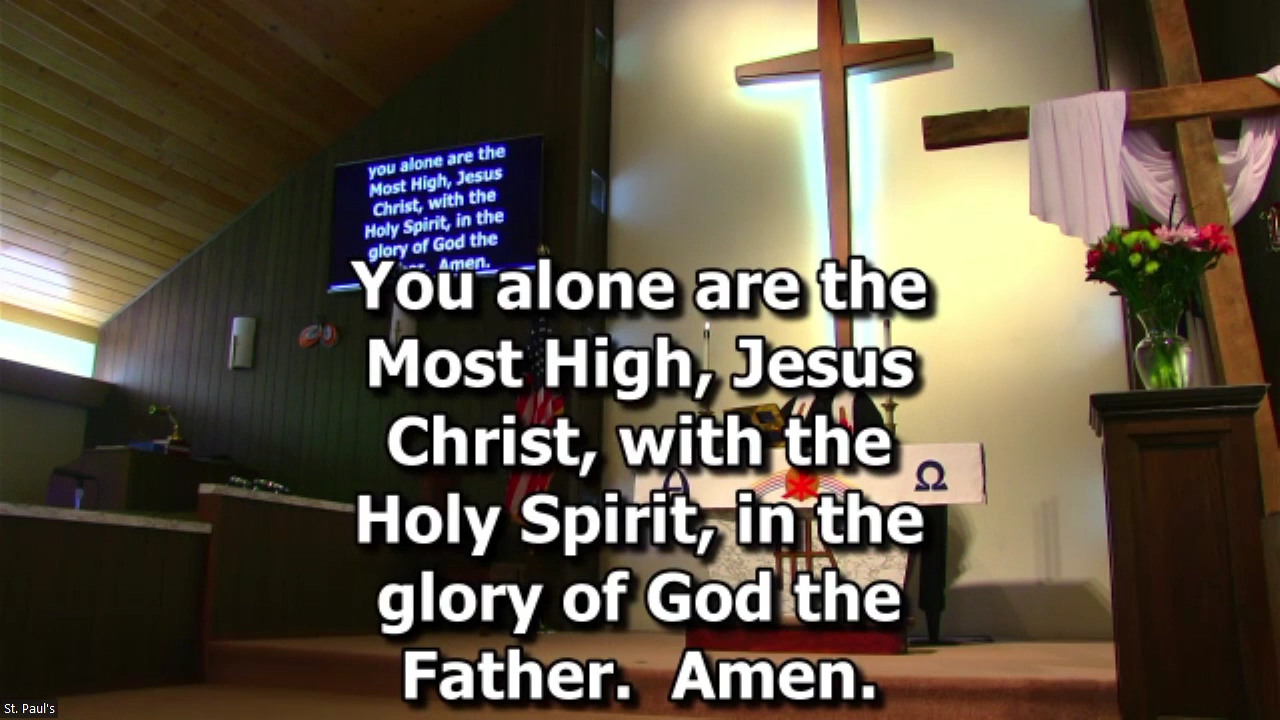 you alone are the
Most High, Jesus
Christ, with the
Holy Spirit, in the
glory of God the
Amen.
You alone are the
Most High, Jesus
Christ, with the
Holy Spirit, in the
glory of God the
Father. Amen.
Α
Ω
St. Paul's